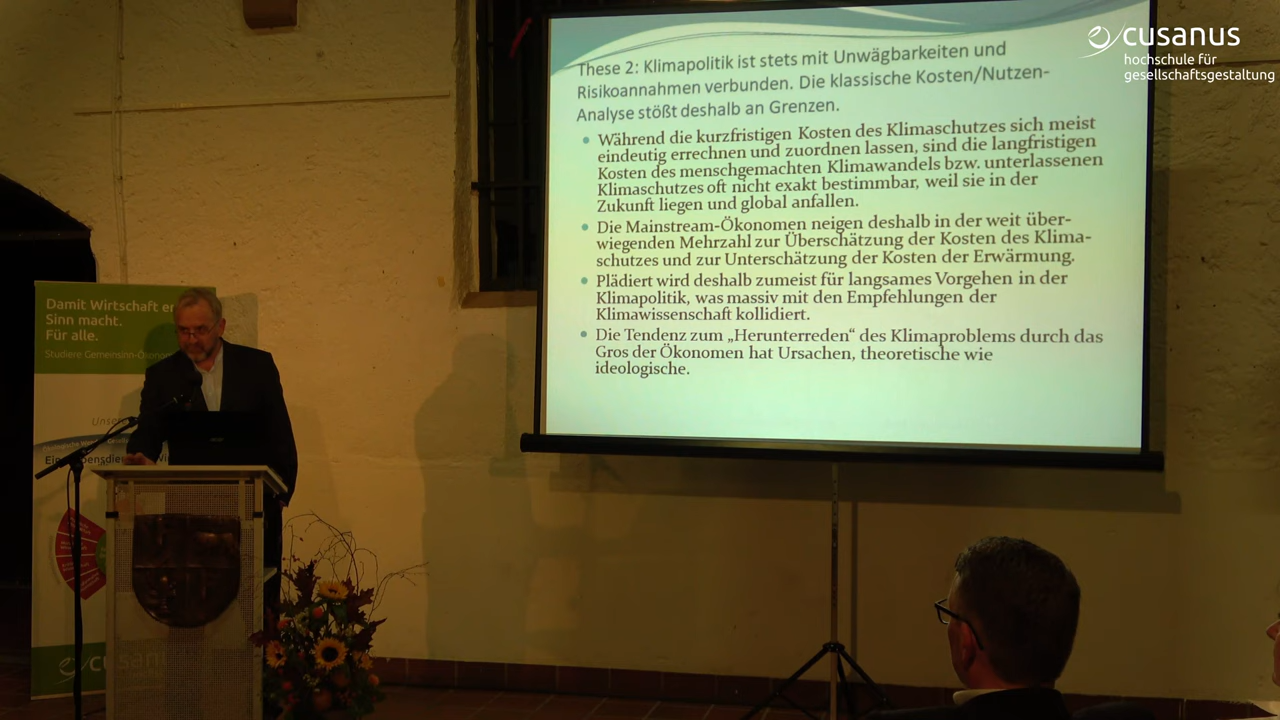 cusanus
hochschule für
gesellschaftsgestaltung
These 2: Klimapolitik ist stets mit Unwägbarkeiten und
Risikoannahmen verbunden. Die klassische Kosten/Nutzen-
Analyse stößt deshalb an Grenzen.
Während die kurzfristigen Kosten des Klimaschutzes sich meist
eindeutig errechnen und zuordnen lassen, sind die langfristigen
Kosten des menschgemachten Klimawandels bzw. unterlassenen
Klimaschutzes oft nicht exakt bestimmbar, weil sie in der
Zukunft liegen und global anfallen.
Die Mainstream-Ökonomen neigen deshalb in der weit über-
wiegenden Mehrzahl zur Überschätzung der Kosten des Klima-
schutzes und zur Unterschätzung der Kosten der Erwärmung.
Plädiert wird deshalb zumeist für langsames Vorgehen in der
Klimapolitik, was massiv mit den Empfehlungen der
Klimawissenschaft kollidiert.
Die Tendenz zum „Herunterreden“ des Klimaproblems durch das
Gros der Ökonomen hat Ursachen, theoretische wie
ideologische.
Damit Wirtschaft
Sinn macht.
Für alle.
Studiere Gemeinsinn-Ökono
cusanu